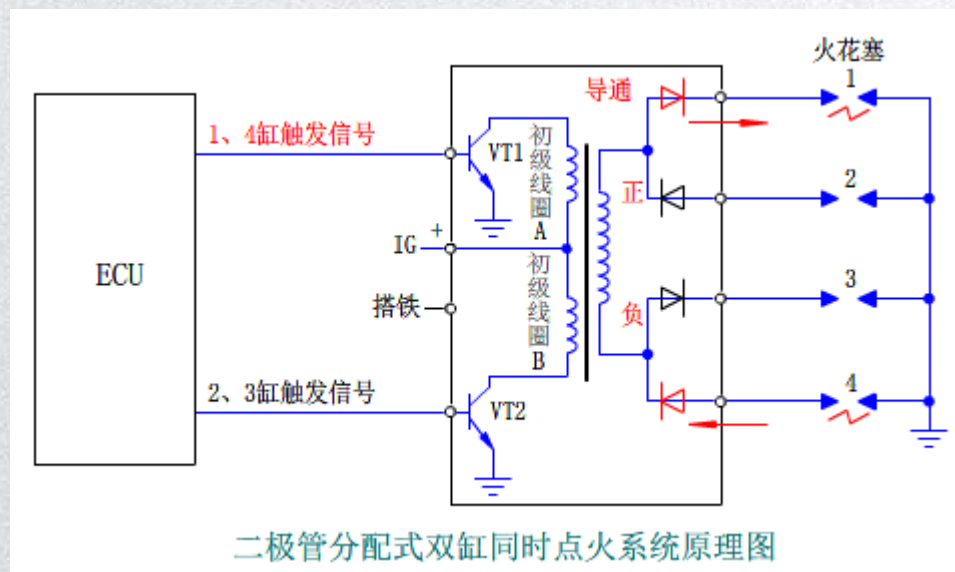 火花塞
导通
1
1、4缸触发信号
VT1
初级线圈
A
正
2
IG
+
ECU
搭铁
初级线圈
B
负
3
2、3缸触发信号
VT2
4
二极管分配式双缸同时点火系统原理图